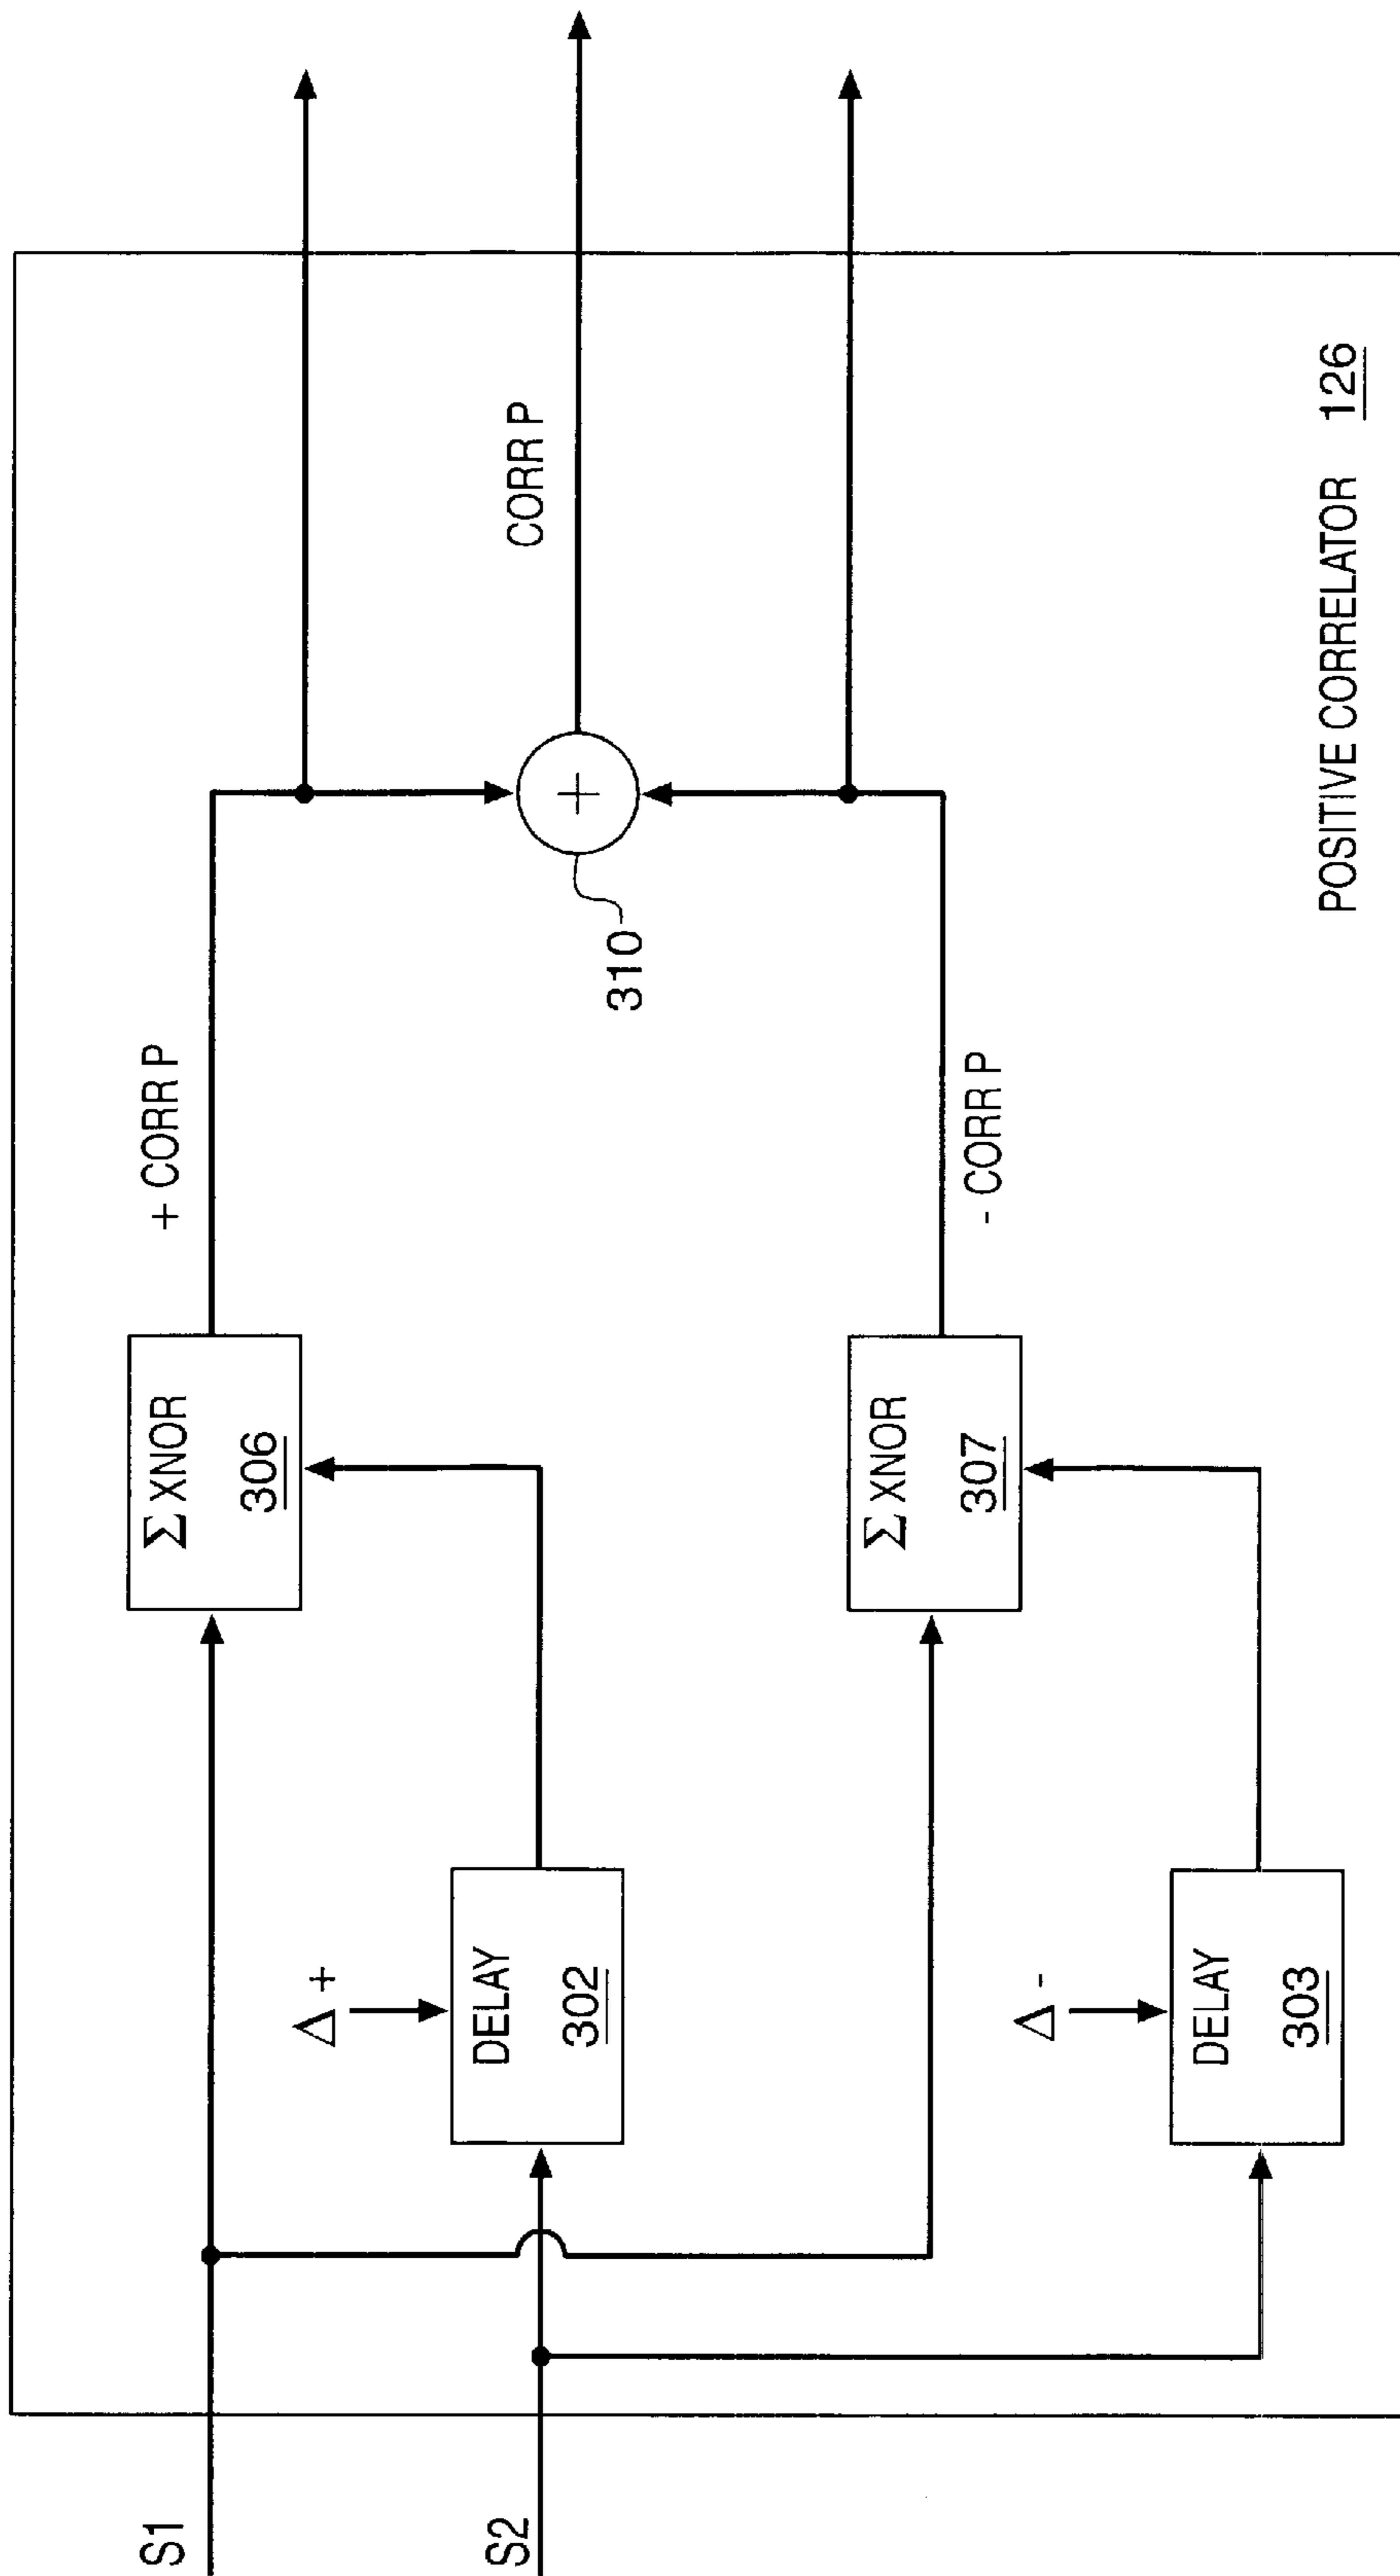 S1
S2
Δ +
DELAY
302
Σ XNOR
306
+ CORR P
310
+
CORR P
Δ -
DELAY
303
Σ XNOR
307
- CORR P
POSITIVE CORRELATOR 126